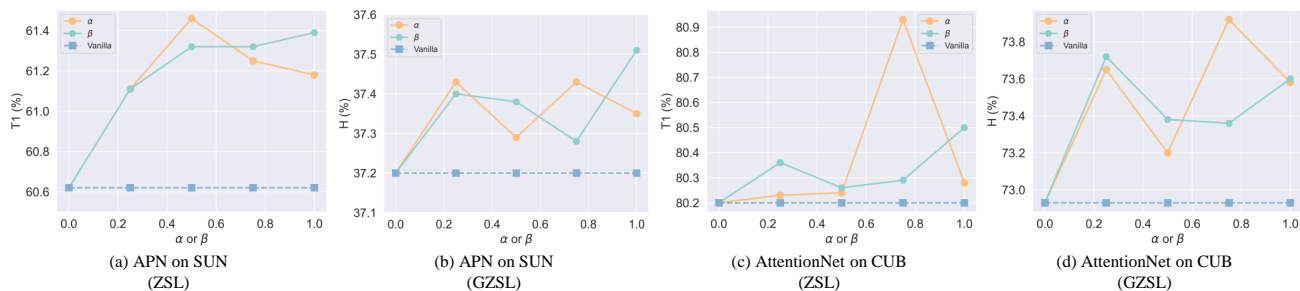 61.4
61.2
61.0
60.8
60.6
T1 (%)
α
β
Vanilla
0.0 0.2 0.4 0.6 0.8 1.0
α or β
(a) APN on SUN
(ZSL)
37.6
37.5
37.4
37.3
37.2
37.1
H (%)
α
β
Vanilla
0.0 0.2 0.4 0.6 0.8 1.0
α or β
(b) APN on SUN
(GZSL)
80.9
80.8
80.7
80.6
80.5
80.3
80.2
T1 (%)
α
β
Vanilla
0.0 0.2 0.4 0.6 0.8 1.0
α or β
(c) AttentionNet on CUB
(ZSL)
73.8
73.6
73.4
73.2
73.0
H (%)
α
β
Vanilla
0.0 0.2 0.4 0.6 0.8 1.0
α or β
(d) AttentionNet on CUB
(GZSL)